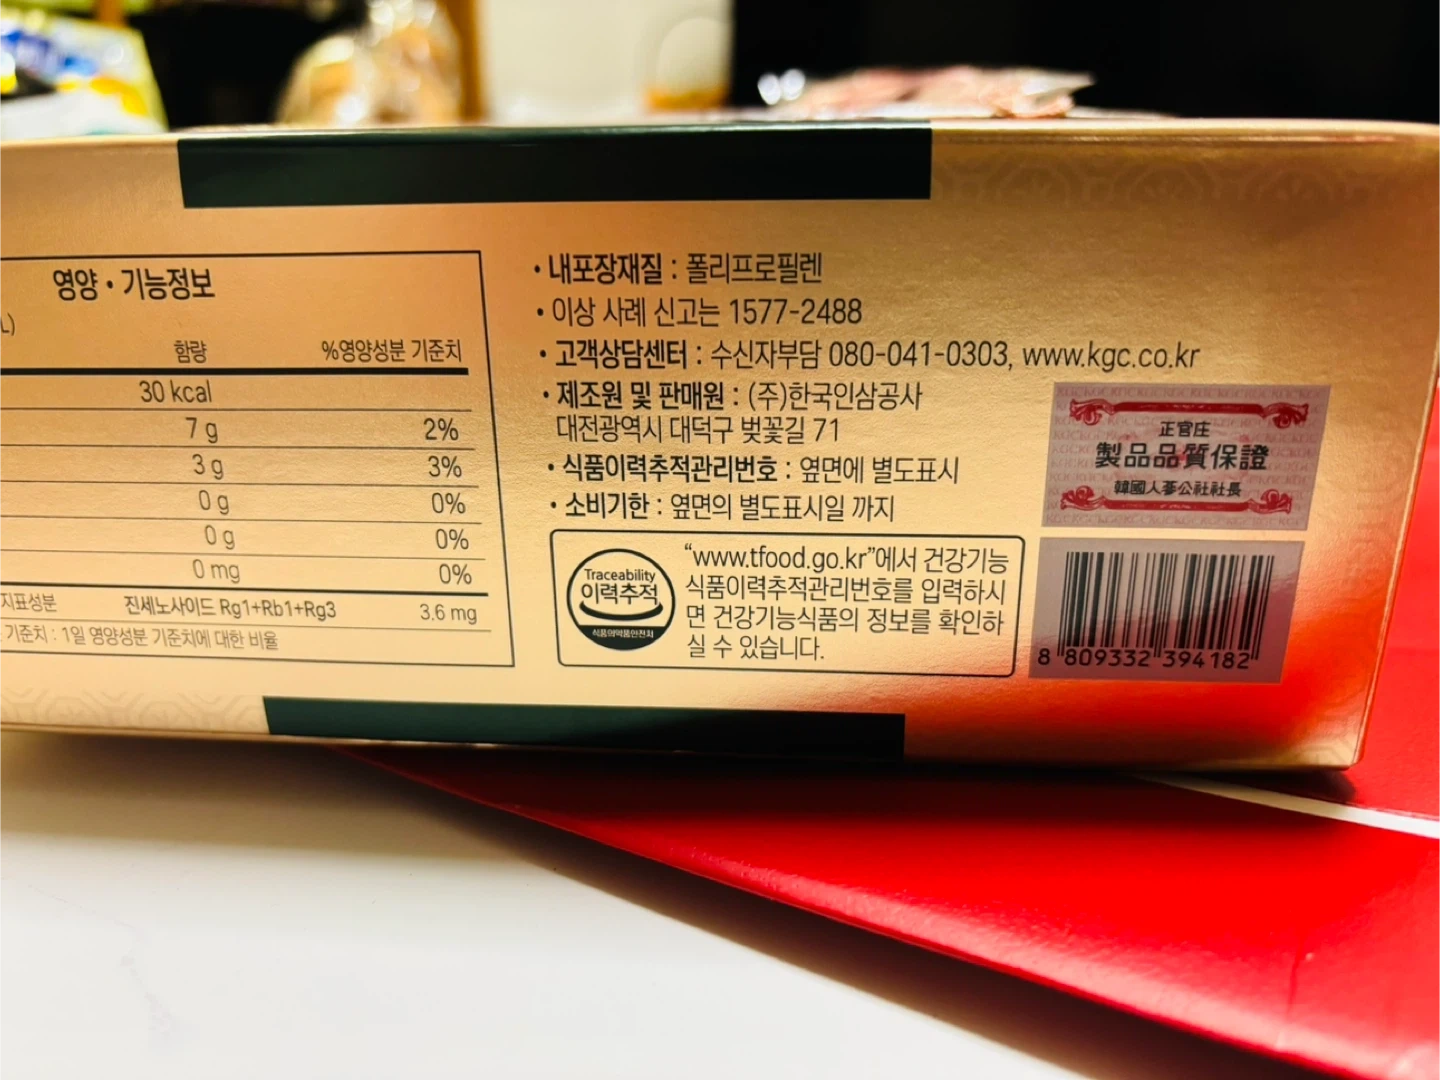 영양 • 기능정보
L)
함량 %영양성분 기준치
30 kcal
7 g 2%
3 g 3%
0 g 0%
0 g 0%
0 mg 0%
지표성분 진세노사이드 Rg1+Rb1+Rg3 3.6 mg
기준치 : 1일 영양성분 기준치에 대한 비율
• 내포장재질 : 폴리프로필렌
• 이상 사례 신고는 1577-2488
• 고객상담센터 : 수신자부담 080-041-0303, www.kgc.co.kr
• 제조원 및 판매원 : (주)한국인삼공사
대전광역시 대덕구 벚꽃길 71
• 식품이력추적관리번호 : 옆면에 별도표시
• 소비기한 : 옆면의 별도표시일 까지
Traceability
이력추적
식품의약품안전처
“www.tfood.go.kr”에서 건강기능
식품이력추적관리번호를 입력하시
면 건강기능식품의 정보를 확인하
실 수 있습니다.
正官庄
製品品質保證
韓國人蔘公社社長
8 809332 394182